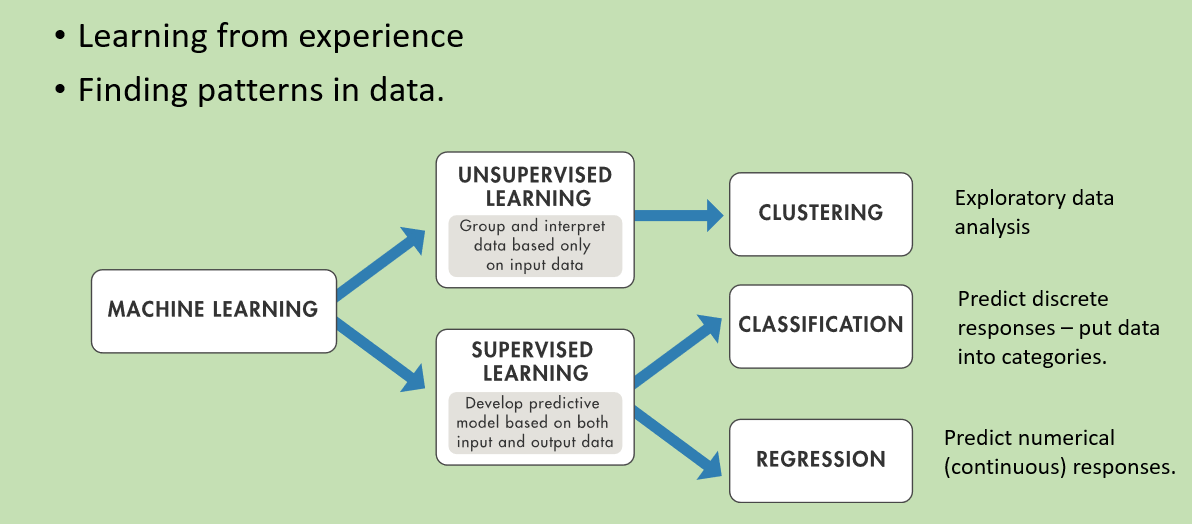 • Learning from experience
• Finding patterns in data.
MACHINE LEARNING
UNSUPERVISED
LEARNING
Group and interpret
data based only
on input data
CLUSTERING
Exploratory data
analysis
SUPERVISED
LEARNING
Develop predictive
model based on both
input and output data
CLASSIFICATION
Predict discrete
responses – put data
into categories.
REGRESSION
Predict numerical
(continuous) responses.